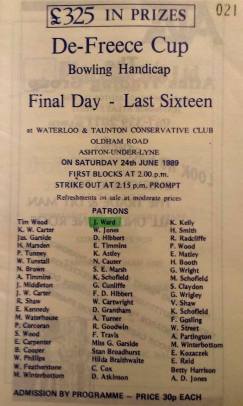 £325 IN PRIZES
021
De-Freece Cup
Bowling Handicap
Final Day - Last Sixteen
at WATERLOO & TAUNTON CONSERVATIVE CLUB
OLDHAM ROAD
ASHTON-UNDER-LYNE
ON SATURDAY 24th JUNE 1989
FIRST BLOCKS AT 2.00 p.m.
STRIKE OUT AT 2.15 p.m. PROMPT
Refreshments on sale at moderate prices
PATRONS
Tim Wood J. Ward K. Kelly
K. W. Carter W. Jones H. Smith
Jas. Garside D. Hibbert R. Radcliffe
H. Marsden E. Timmins P. Wood
P. Tunney K. Astley E. Matley
M. Tunstall N. Causer H. Booth
N. Brown S. E. Marsh G. Wright
A. Timmins K. Schofield M. Schofield
J. Middleton G. Cunliffe S. Claydon
J. W. Carter F. D. Hibbert G. Wrigley
R. Shaw W. Cartwright V. Shaw
E. Kennedy D. Grantham K. Schofield
M. Waterhouse A. Turner F. Gosling
P. Corcoran R. Goodwin W. Street
S. Wood F. Travis A. Partington
E. Carpenter Miss G. Garside N. Winterbottom
B. Cooper Stan Bradbury E. Kozaczek
W. Phillips Hilda Braithwaite E. Reid
W. Featherstone C. Cox Betty Harrison
M. Winterbottom D. Atkinson A. D. Jones
ADMISSION BY PROGRAMME - PRICE 30p EACH